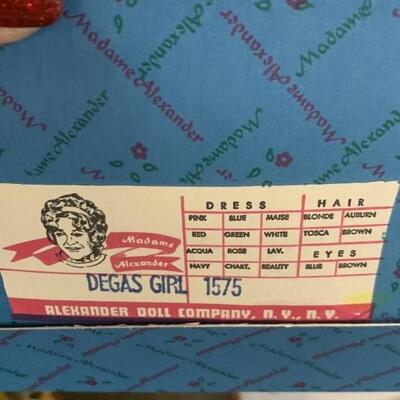 Madame Alexander
Madame Alexander
Madame Alexander
Madame Alexander
DRESS HAIR
PINK BLUE MAISE BLONDE AUBURN
RED GREEN WHITE TOSCA BROWN
ACQUA ROSE LAV. EYES
NAVY CHART. BEAUTY BLUE BROWN
Madame
Alexander
DEGAS GIRL 1575
ALEXANDER DOLL COMPANY, N.Y., N.Y.